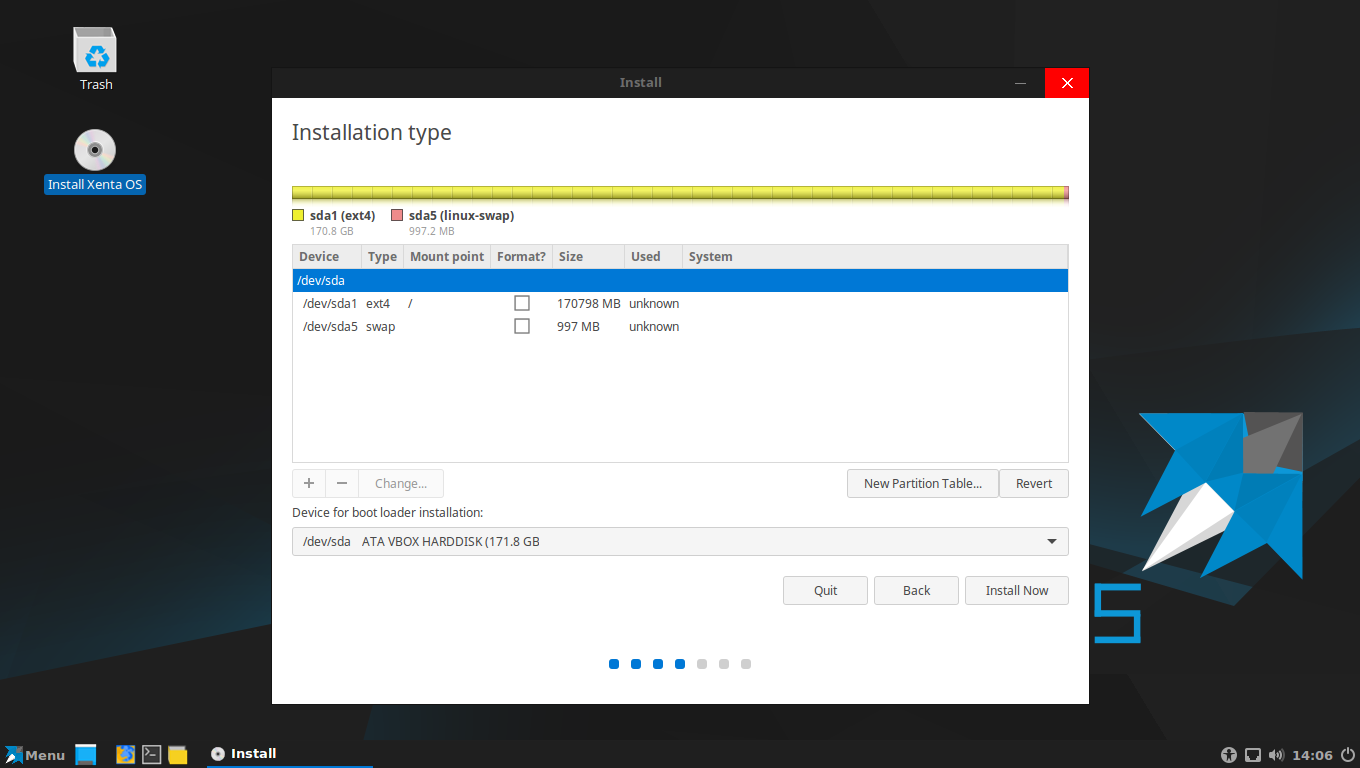 Trash
Install Xenta OS
Install
Installation type
sda1 (ext4) sda5 (linux-swap)
170.8 GB 997.2 MB
Device Type Mount point Format? Size Used System
/dev/sda
/dev/sda1 ext4 / 170798 MB unknown
/dev/sda5 swap 997 MB unknown
+ − Change... New Partition Table... Revert
Device for boot loader installation:
/dev/sda ATA VBOX HARDDISK (171.8 GB
Quit Back Install Now
S
Menu Install 14:06